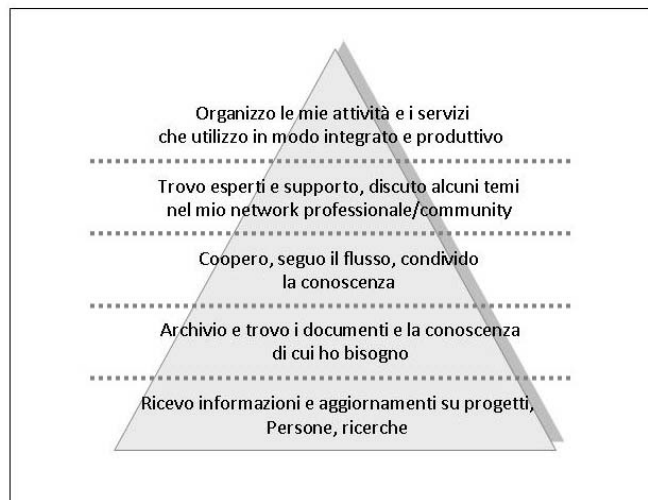 Organizzo le mie attività e i servizi
che utilizzo in modo integrato e produttivo
Trovo esperti e supporto, discuto alcuni temi
nel mio network professionale/community
Coopero, seguo il flusso, condivido
la conoscenza
Archivio e trovo i documenti e la conoscenza
di cui ho bisogno
Ricevo informazioni e aggiornamenti su progetti,
Persone, ricerche